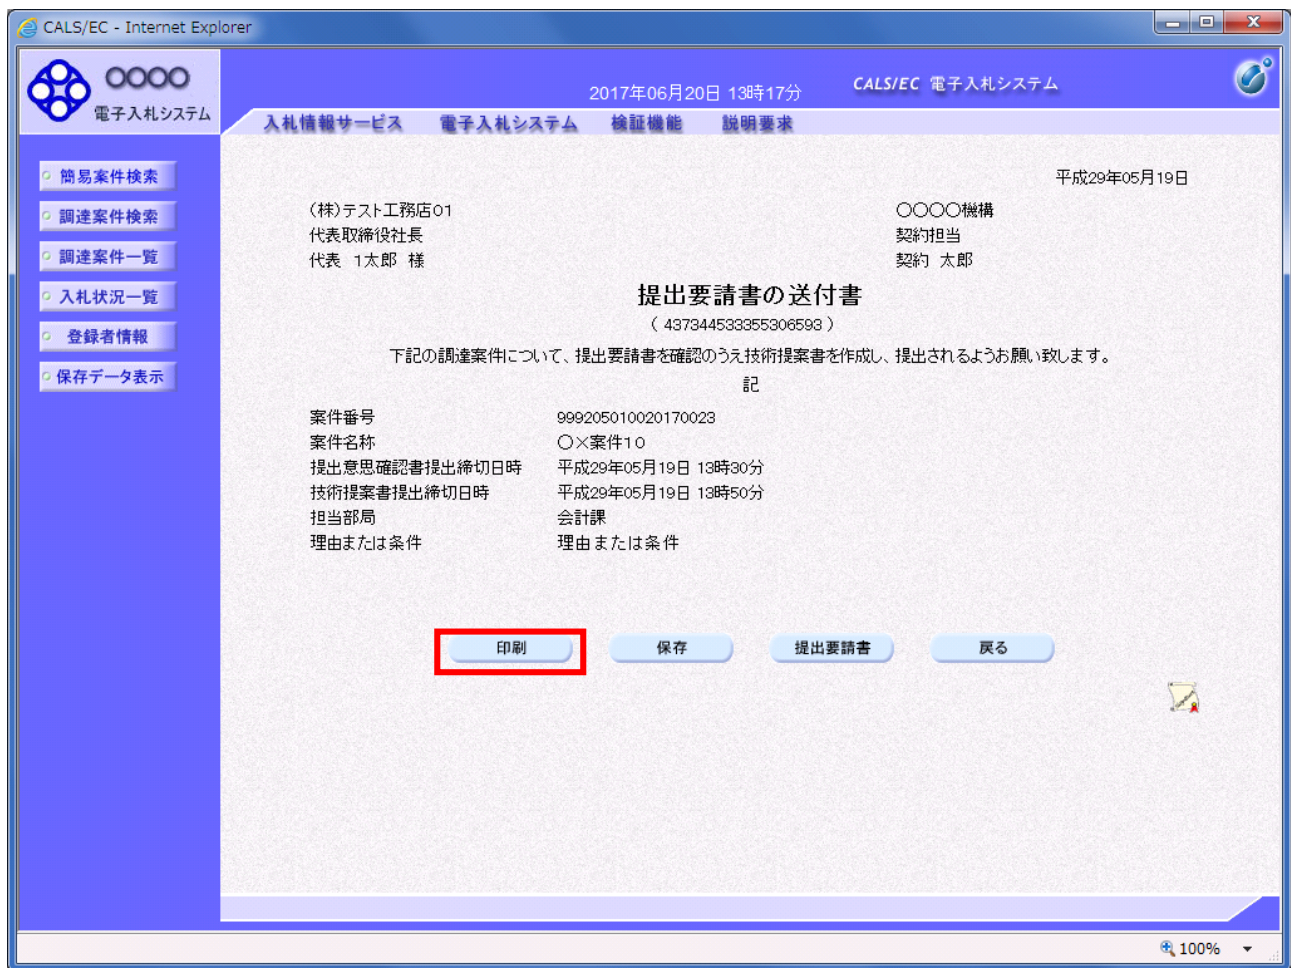 CALS/EC - Internet Explorer
〇〇〇〇
電子入札システム
2017年06月20日 13時17分
CALS/EC 電子入札システム
入札情報サービス 電子入札システム 検証機能 説明要求
簡易案件検索
調達案件検索
調達案件一覧
入札状況一覧
登録者情報
保存データ表示
平成29年05月19日
(株)テスト工務店01
代表取締役社長
代表 1太郎 様
〇〇〇〇機構
契約担当
契約 太郎
提出要請書の送付書
( 437344533355306593 )
下記の調達案件について、提出要請書を確認のうえ技術提案書を作成し、提出されるようお願い致します。
記
案件番号 999205010020170023
案件名称 〇×案件10
提出意思確認書提出締切日時 平成29年05月19日 13時30分
技術提案書提出締切日時 平成29年05月19日 13時50分
担当部局 会計課
理由または条件 理由または条件
印刷 保存 提出要請書 戻る
100%